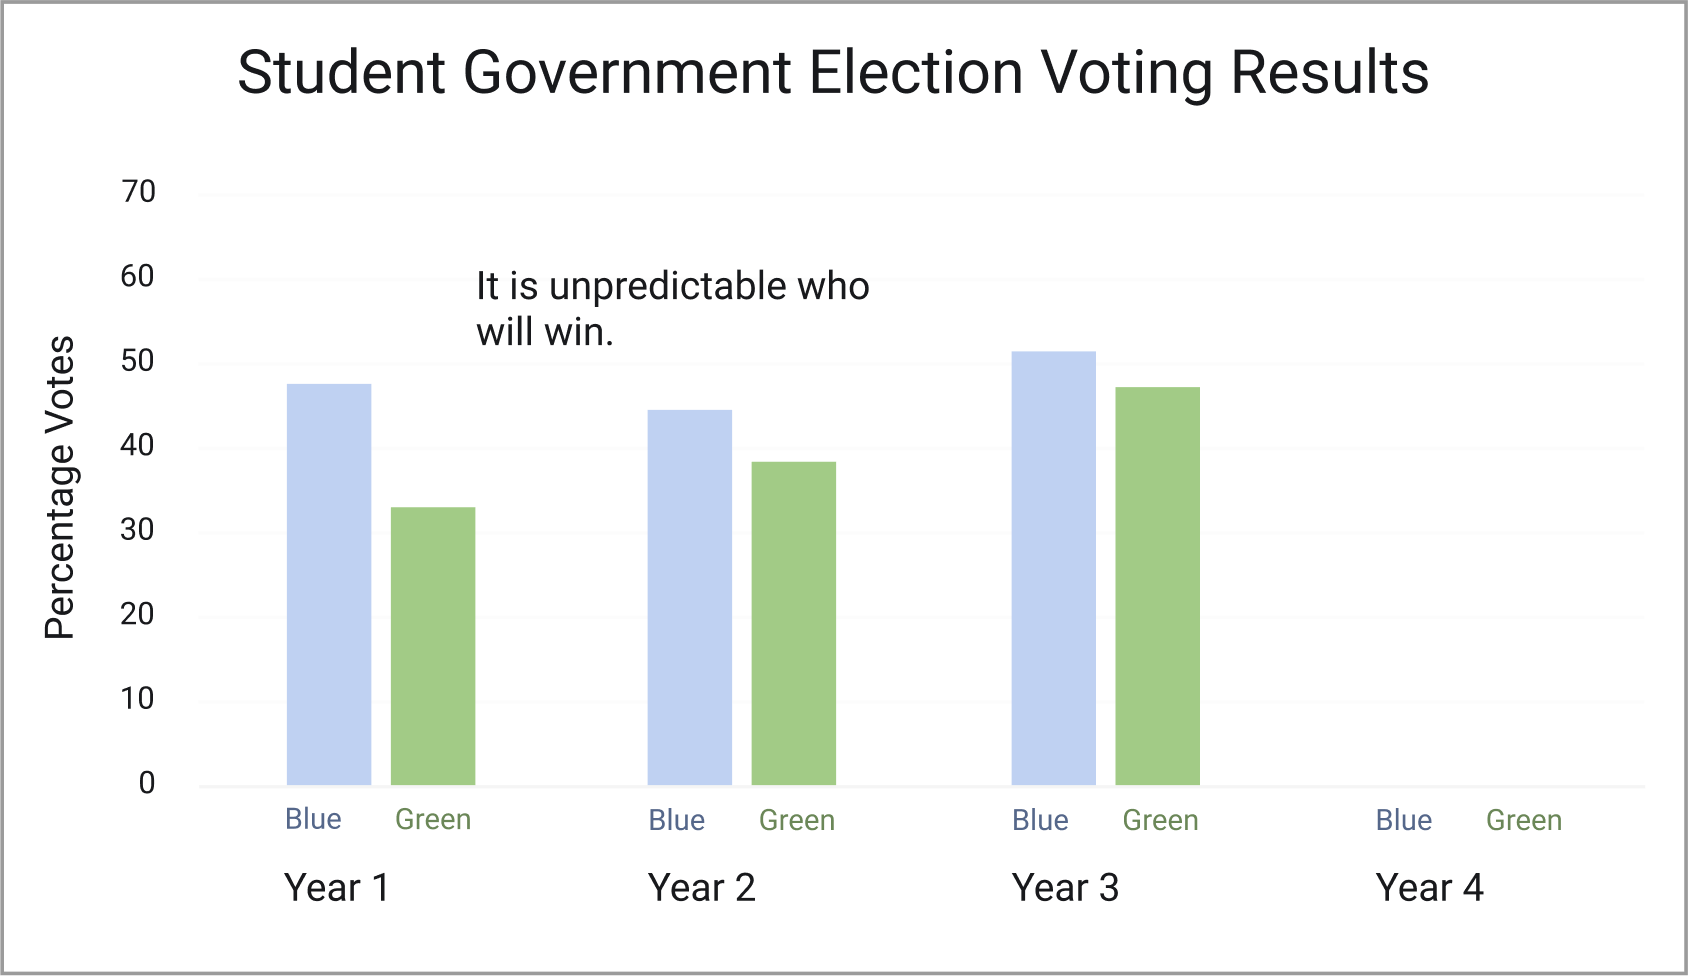 Student Government Election Voting Results
70
60
50
40
30
20
10
0
Percentage Votes
It is unpredictable who
will win.
Blue Green Blue Green Blue Green Blue Green
Year 1 Year 2 Year 3 Year 4